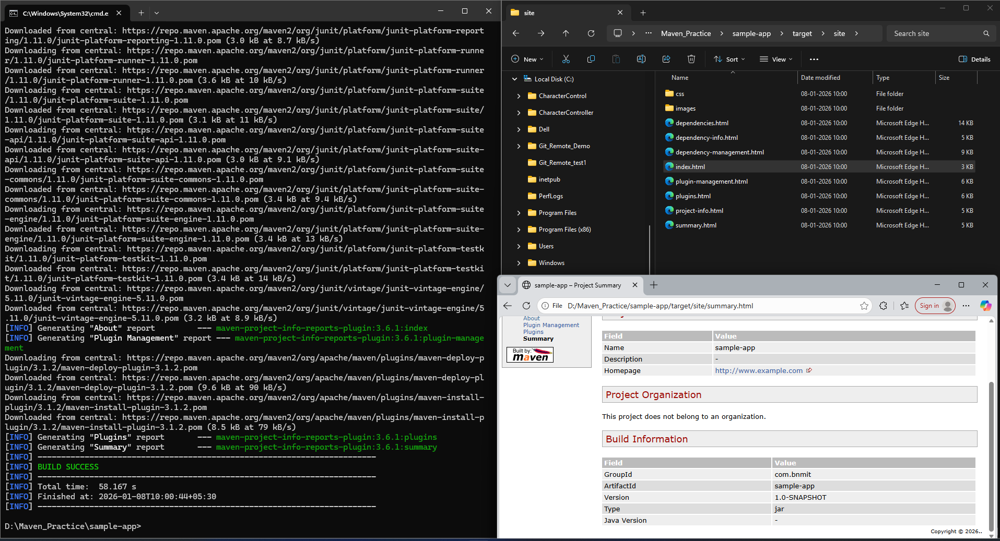 C:\Windows\System32\cmd.e
Downloaded from central: https://repo.maven.apache.org/maven2/org/junit/platform/junit-platform-report
ing/1.11.0/junit-platform-reporting-1.11.0.pom (3.0 kB at 8.7 kB/s)
Downloading from central: https://repo.maven.apache.org/maven2/org/junit/platform/junit-platform-runne
r/1.11.0/junit-platform-runner-1.11.0.pom
Downloaded from central: https://repo.maven.apache.org/maven2/org/junit/platform/junit-platform-runner
/1.11.0/junit-platform-runner-1.11.0.pom (3.6 kB at 10 kB/s)
Downloading from central: https://repo.maven.apache.org/maven2/org/junit/platform/junit-platform-suite
/1.11.0/junit-platform-suite-1.11.0.pom
Downloaded from central: https://repo.maven.apache.org/maven2/org/junit/platform/junit-platform-suite/
1.11.0/junit-platform-suite-1.11.0.pom (3.1 kB at 11 kB/s)
Downloading from central: https://repo.maven.apache.org/maven2/org/junit/platform/junit-platform-suite
-api/1.11.0/junit-platform-suite-api-1.11.0.pom
Downloaded from central: https://repo.maven.apache.org/maven2/org/junit/platform/junit-platform-suite-
api/1.11.0/junit-platform-suite-api-1.11.0.pom (3.0 kB at 9.1 kB/s)
Downloading from central: https://repo.maven.apache.org/maven2/org/junit/platform/junit-platform-suite
-commons/1.11.0/junit-platform-suite-commons-1.11.0.pom
Downloaded from central: https://repo.maven.apache.org/maven2/org/junit/platform/junit-platform-suite-
commons/1.11.0/junit-platform-suite-commons-1.11.0.pom (3.4 kB at 9.4 kB/s)
Downloading from central: https://repo.maven.apache.org/maven2/org/junit/platform/junit-platform-suite
-engine/1.11.0/junit-platform-suite-engine-1.11.0.pom
Downloaded from central: https://repo.maven.apache.org/maven2/org/junit/platform/junit-platform-suite-
engine/1.11.0/junit-platform-suite-engine-1.11.0.pom (3.4 kB at 13 kB/s)
Downloading from central: https://repo.maven.apache.org/maven2/org/junit/platform/junit-platform-testk
it/1.11.0/junit-platform-testkit-1.11.0.pom
Downloaded from central: https://repo.maven.apache.org/maven2/org/junit/platform/junit-platform-testki
t/1.11.0/junit-platform-testkit-1.11.0.pom (3.4 kB at 14 kB/s)
Downloading from central: https://repo.maven.apache.org/maven2/org/junit/vintage/junit-vintage-engine/
5.11.0/junit-vintage-engine-5.11.0.pom
Downloaded from central: https://repo.maven.apache.org/maven2/org/junit/vintage/junit-vintage-engine/5
.11.0/junit-vintage-engine-5.11.0.pom (3.2 kB at 8.9 kB/s)
[INFO] Generating "About" report         --- maven-project-info-reports-plugin:3.6.1:index
[INFO] Generating "Plugin Management" report --- maven-project-info-reports-plugin:3.6.1:plugin-manage
ment
Downloading from central: https://repo.maven.apache.org/maven2/org/apache/maven/plugins/maven-deploy-p
lugin/3.1.2/maven-deploy-plugin-3.1.2.pom
Downloaded from central: https://repo.maven.apache.org/maven2/org/apache/maven/plugins/maven-deploy-pl
ugin/3.1.2/maven-deploy-plugin-3.1.2.pom (9.6 kB at 90 kB/s)
Downloading from central: https://repo.maven.apache.org/maven2/org/apache/maven/plugins/maven-install-
plugin/3.1.2/maven-install-plugin-3.1.2.pom
Downloaded from central: https://repo.maven.apache.org/maven2/org/apache/maven/plugins/maven-install-p
lugin/3.1.2/maven-install-plugin-3.1.2.pom (8.5 kB at 79 kB/s)
[INFO] Generating "Plugins" report       --- maven-project-info-reports-plugin:3.6.1:plugins
[INFO] Generating "Summary" report       --- maven-project-info-reports-plugin:3.6.1:summary
[INFO] ------------------------------------------------------------------------
[INFO] BUILD SUCCESS
[INFO] ------------------------------------------------------------------------
[INFO] Total time:  58.167 s
[INFO] Finished at: 2026-01-08T10:00:44+05:30
[INFO] ------------------------------------------------------------------------
D:\Maven_Practice\sample-app>
site
... > Maven_Practice > sample-app > target > site >
Search site
New Sort View ... Details
Local Disk (C:)
CharacterControl
CharacterController
Dell
Git_Remote_Demo
Git_Remote_test1
inetpub
PerfLogs
Program Files
Program Files (x86)
Users
Windows
Name Date modified Type Size
css 08-01-2026 10:00 File folder
images 08-01-2026 10:00 File folder
dependencies.html 08-01-2026 10:00 Microsoft Edge H... 14 KB
dependency-info.html 08-01-2026 10:00 Microsoft Edge H... 5 KB
dependency-management.html 08-01-2026 10:00 Microsoft Edge H... 9 KB
index.html 08-01-2026 10:00 Microsoft Edge H... 3 KB
plugin-management.html 08-01-2026 10:00 Microsoft Edge H... 6 KB
plugins.html 08-01-2026 10:00 Microsoft Edge H... 6 KB
project-info.html 08-01-2026 10:00 Microsoft Edge H... 5 KB
summary.html 08-01-2026 10:00 Microsoft Edge H... 5 KB
sample-app – Project Summary
File D:/Maven_Practice/sample-app/target/site/summary.html
Sign in
About
Plugin Management
Plugins
Summary
Built by:
maven
Field Value
Name sample-app
Description -
Homepage http://www.example.com
Project Organization
This project does not belong to an organization.
Build Information
Field Value
GroupId com.bnmit
ArtifactId sample-app
Version 1.0-SNAPSHOT
Type jar
Java Version -
Copyright © 2026..